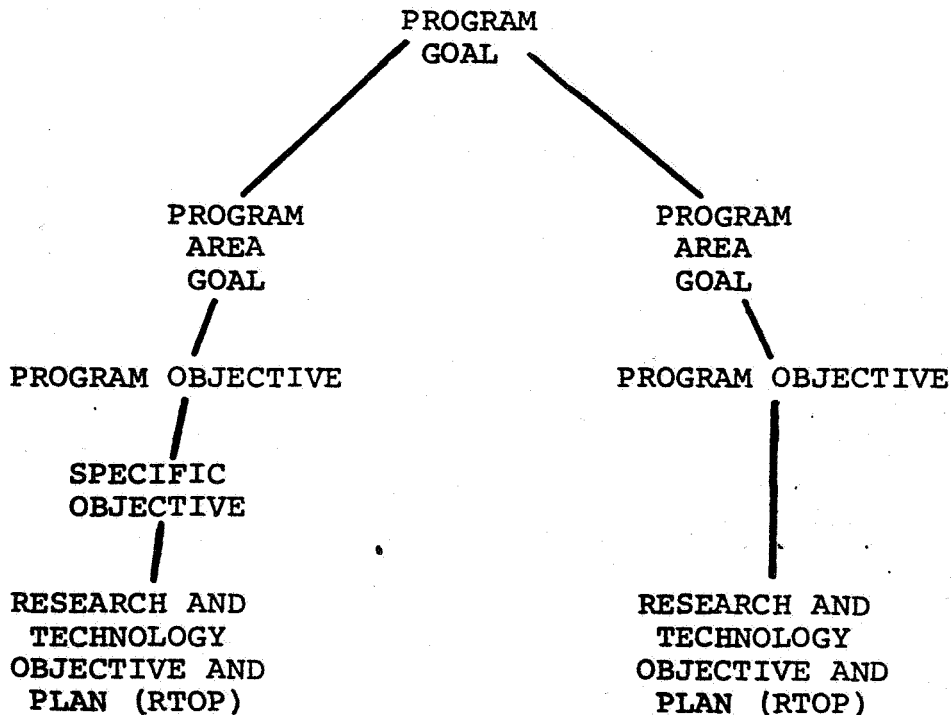 PROGRAM
GOAL
PROGRAM
AREA
GOAL
PROGRAM
AREA
GOAL
PROGRAM OBJECTIVE
PROGRAM OBJECTIVE
SPECIFIC
OBJECTIVE
RESEARCH AND
TECHNOLOGY
OBJECTIVE AND
PLAN (RTOP)
RESEARCH AND
TECHNOLOGY
OBJECTIVE AND
PLAN (RTOP)